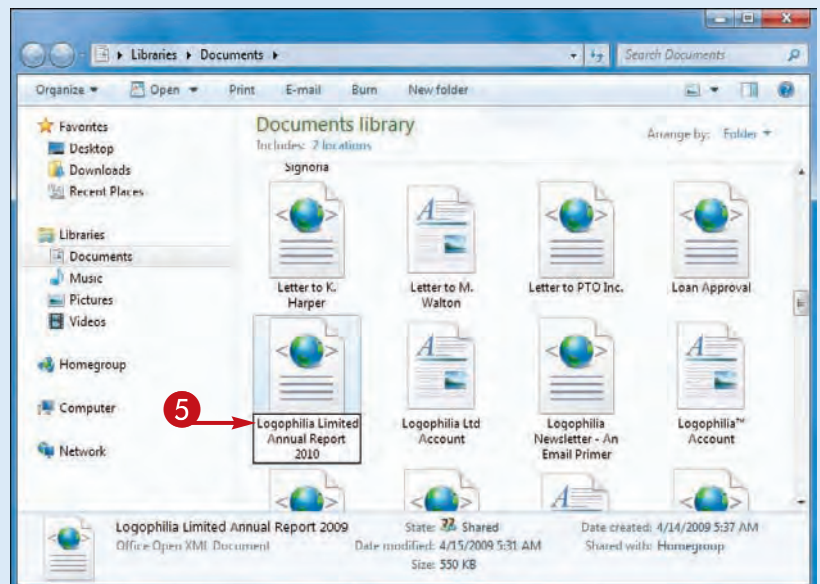 Libraries Documents
Search Documents
Organize Open Print E-mail Burn New folder
Favorites
Desktop
Downloads
Recent Places
Libraries
Documents
Music
Pictures
Videos
Homegroup
Computer
Network
Documents library
Includes: 2 locations
Arrange by: Folder
Signoria
Letter to K.
Harper
Letter to M.
Walton
Letter to PTO Inc.
Loan Approval
5
Logophilia Limited
Annual Report
2010
Logophilia Ltd
Account
Logophilia
Newsletter - An
Email Primer
Logophilia™
Account
Logophilia Limited Annual Report 2009
Office Open XML Document
State: Shared
Date modified: 4/15/2009 5:31 AM
Size: 550 KB
Date created: 4/14/2009 5:37 AM
Shared with: Homegroup